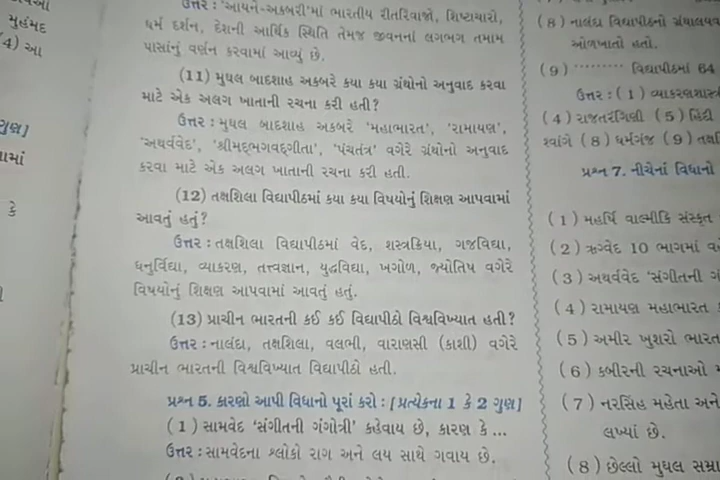 મુહંમદ
4) આ
ગુણ]
કે
ઉત્તર : 'આયને-અકબરી'માં ભારતીય રીતરિવાજો, શિષ્ટાચારો,
ધર્મ દર્શન, દેશની આર્થિક સ્થિતિ તેમજ જીવનનાં લગભગ તમામ
પાસાંનું વર્ણન કરવામાં આવ્યું છે.
(11) મુઘલ બાદશાહ અકબરે કયા કયા ગ્રંથોનો અનુવાદ કરવા
માટે એક અલગ ખાતાની રચના કરી હતી?
ઉત્તર : મુઘલ બાદશાહ અકબરે 'મહાભારત', 'રામાયણ',
'અથર્વવેદ', 'શ્રીમદ્ભગવદ્ગીતા', 'પંચતંત્ર' વગેરે ગ્રંથોનો અનુવાદ
કરવા માટે એક અલગ ખાતાની રચના કરી હતી.
(12) તક્ષશિલા વિદ્યાપીઠમાં કયા કયા વિષયોનું શિક્ષણ આપવામાં
આવતું હતું?
ઉત્તર : તક્ષશિલા વિદ્યાપીઠમાં વેદ, શસ્ત્રક્રિયા, ગજવિદ્યા,
ધનુર્વિદ્યા, વ્યાકરણ, તત્ત્વજ્ઞાન, યુદ્ધવિદ્યા, ખગોળ, જ્યોતિષ વગેરે
વિષયોનું શિક્ષણ આપવામાં આવતું હતું.
(13) પ્રાચીન ભારતની કઈ કઈ વિદ્યાપીઠો વિશ્વવિખ્યાત હતી?
ઉત્તર : નાલંદા, તક્ષશિલા, વલભી, વારાણસી (કાશી) વગેરે
પ્રાચીન ભારતની વિશ્વવિખ્યાત વિદ્યાપીઠો હતી.
પ્રશ્ન 5. કારણો આપી વિધાનો પૂરાં કરો : [પ્રત્યેકના 1 કે 2 ગુણ]
(1) સામવેદ 'સંગીતની ગંગોત્રી' કહેવાય છે, કારણ કે ...
ઉત્તર : સામવેદના શ્લોકો રાગ અને લય સાથે ગવાય છે.
(8) નાલંદા વિદ્યાપીઠનો
ઓળખાતો હતો.
(9) ......... વિદ્યાપીઠમાં 64
ઉત્તર : (1) વ્યાકરણશાસ્ત્ર
(4) રાજતરંગિણી (5) હિંદી
શ્વાંગે (8) ધર્મગંજ (9)
પ્રશ્ન 7. નીચેનાં વિધાનો
(1) મહર્ષિ વાલ્મીકિ સંસ્કૃત
(2) ઋગ્વેદ 10 ભાગમાં
(3) અથર્વવેદ 'સંગીતની
(4) રામાયણ મહાભારત
(5) અમીર ખુશરો ભારત
(6) કબીરની રચનાઓ
(7) નરસિંહ મહેતા અને
લખ્યાં છે.
(8) છેલ્લો મુઘલ